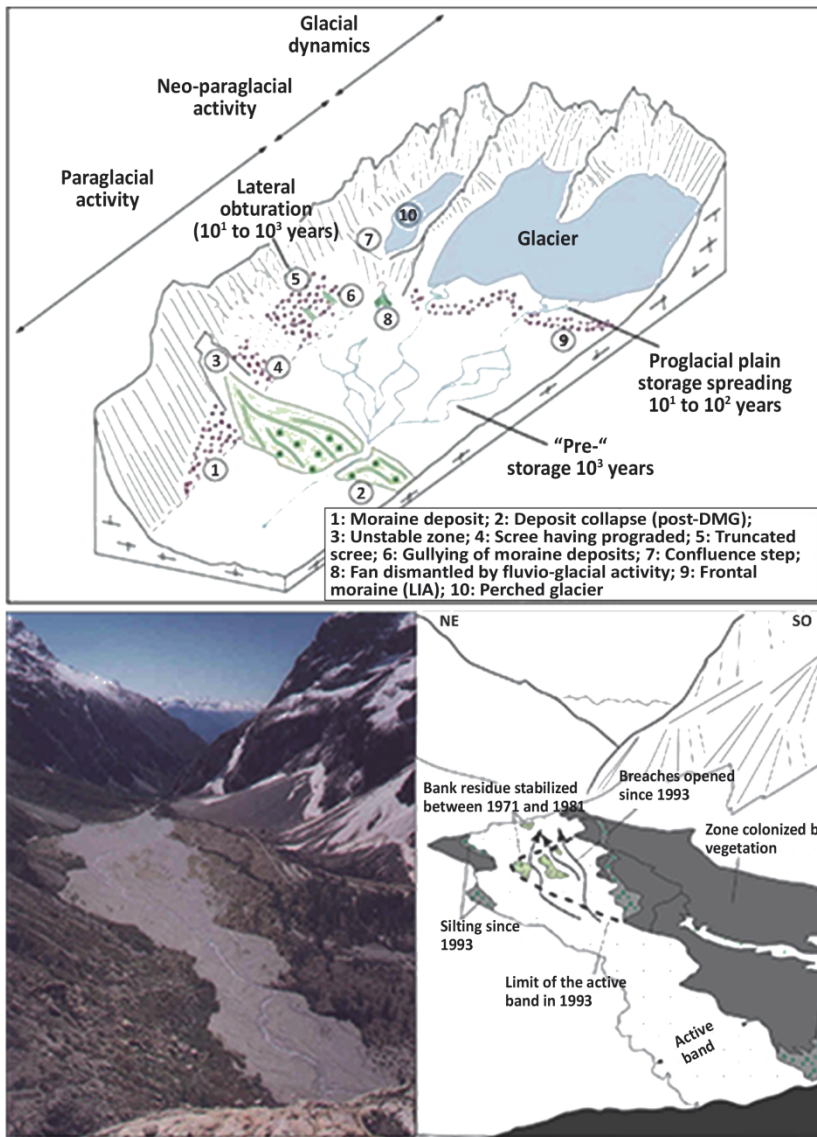 Glacial
dynamics
Neo-paraglacial
activity
Paraglacial
activity
Lateral
obturation
(10¹ to 10³ years)
10
7
Glacier
5
6
8
9
3
4
Proglacial plain
storage spreading
10¹ to 10² years
"Pre-"
storage 10³ years
1
2
1: Moraine deposit; 2: Deposit collapse (post-DMG);
3: Unstable zone; 4: Scree having prograded; 5: Truncated
scree; 6: Gullying of moraine deposits; 7: Confluence step;
8: Fan dismantled by fluvio-glacial activity; 9: Frontal
moraine (LIA); 10: Perched glacier
NE
SO
Bank residue stabilized
between 1971 and 1981
Breaches opened
since 1993
Zone colonized b
vegetation
Silting since
1993
Limit of the active
band in 1993
Active
band